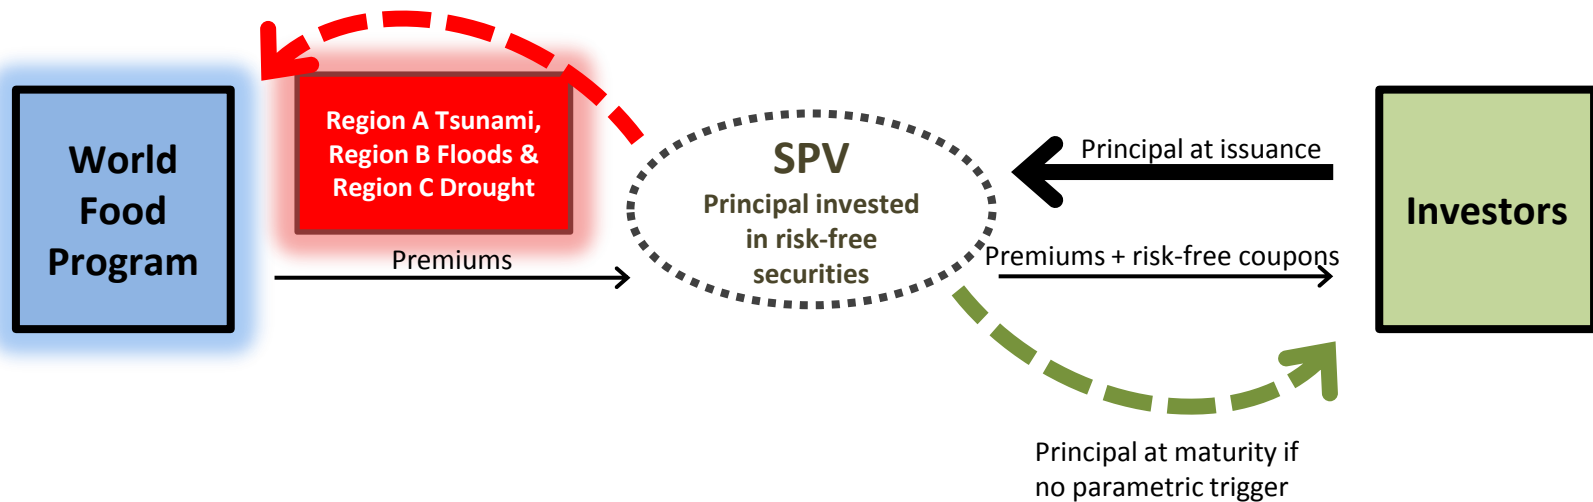 World
Food
Program
Region A Tsunami,
Region B Floods &
Region C Drought
Premiums
SPV
Principal invested
in risk-free
securities
Principal at issuance
Premiums + risk-free coupons
Investors
Principal at maturity if
no parametric trigger